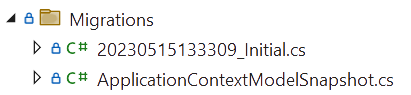 Migrations
C# 20230515133309_Initial.cs
C# ApplicationContextModelSnapshot.cs